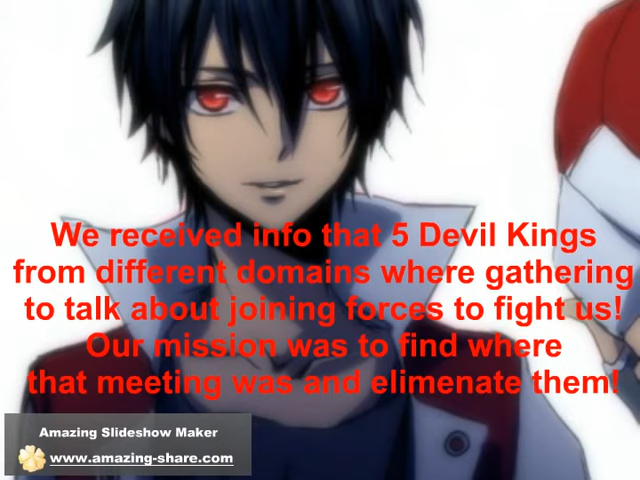 We received info that 5 Devil Kings
from different domains where gathering
to talk about joining forces to fight us!
Our mission was to find where
that meeting was and elimenate them!
Amazing Slideshow Maker
www.amazing-share.com